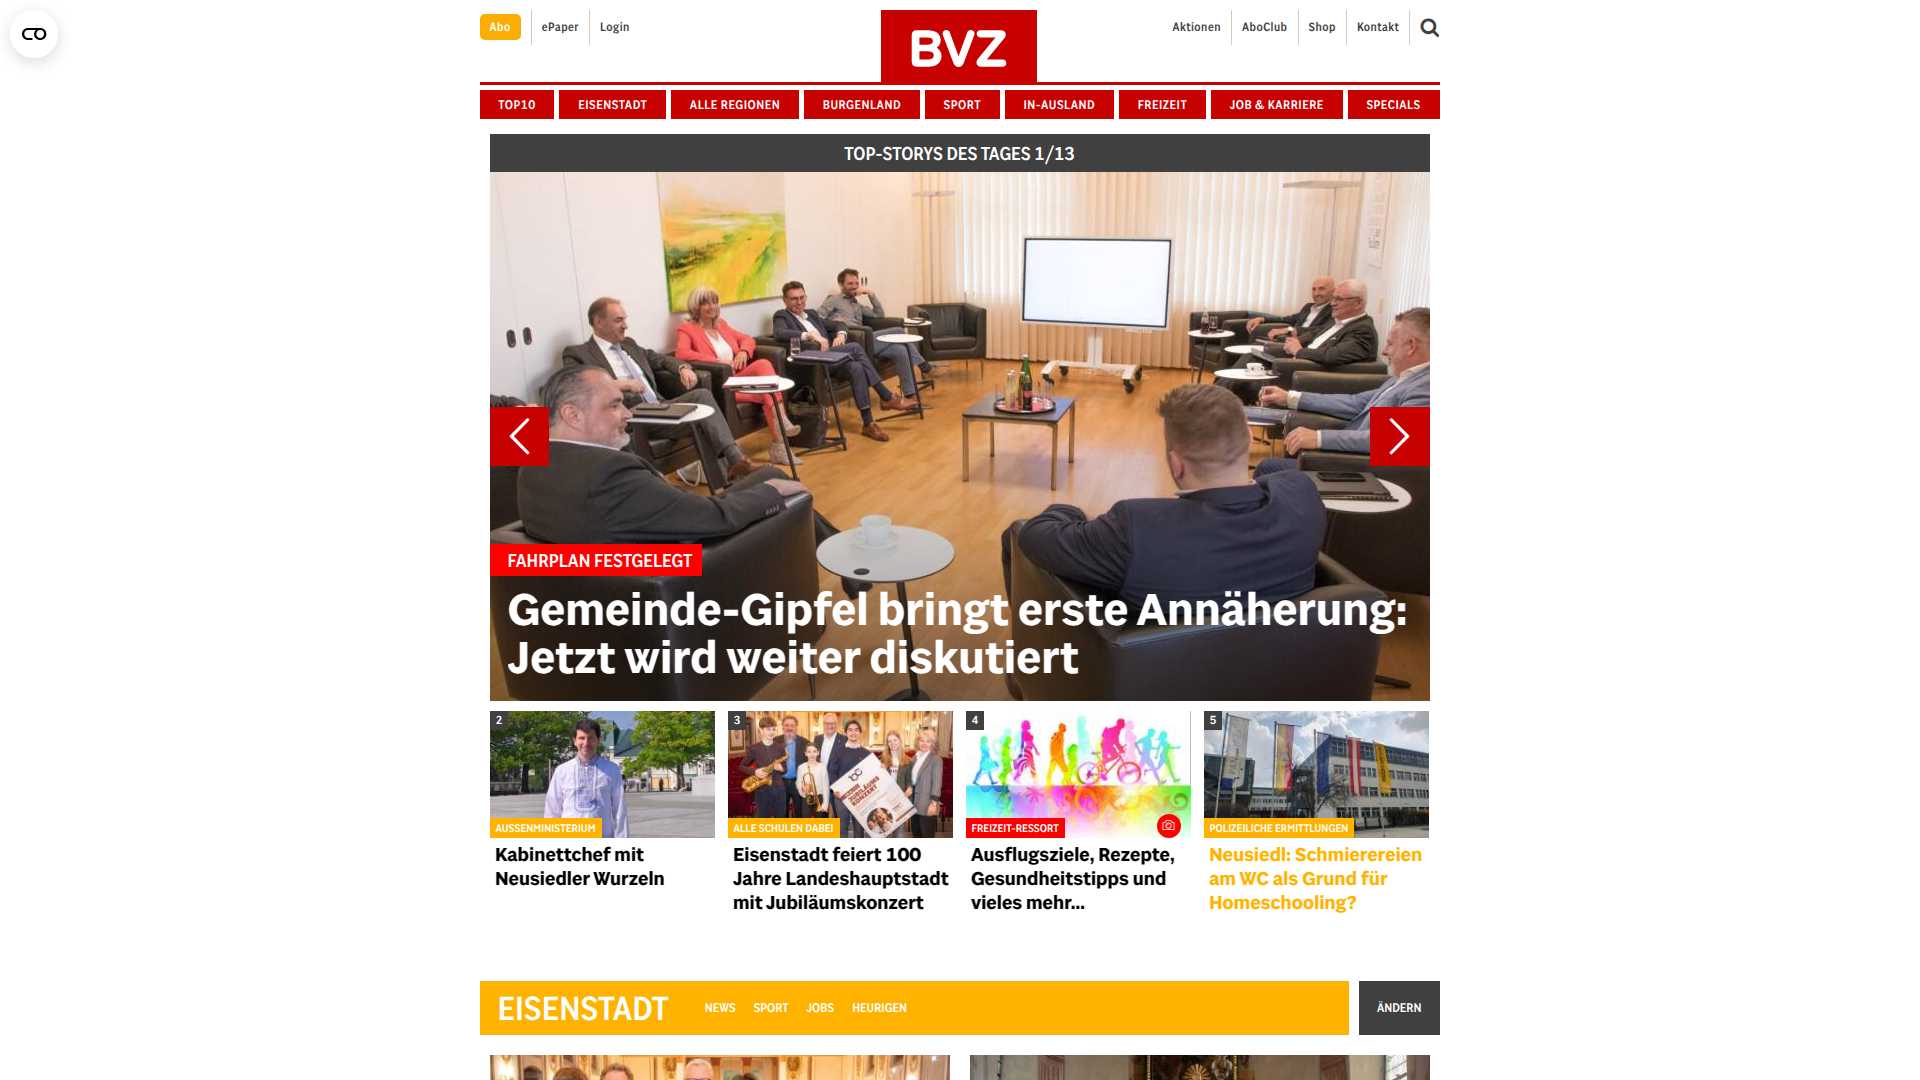 Abo
ePaper
Login
BVZ
Aktionen
AboClub
Shop
Kontakt
TOP10
EISENSTADT
ALLE REGIONEN
BURGENLAND
SPORT
IN-AUSLAND
FREIZEIT
JOB & KARRIERE
SPECIALS
TOP-STORYS DES TAGES 1/13
FAHRPLAN FESTGELEGT
Gemeinde-Gipfel bringt erste Annäherung:
Jetzt wird weiter diskutiert
2
AUSSENMINISTERIUM
Kabinettchef mit
Neusiedler Wurzeln
3
JUBILÄUMS
KONZERT
ALLE SCHULEN DABEI
Eisenstadt feiert 100
Jahre Landeshauptstadt
mit Jubiläumskonzert
4
FREIZEIT-RESSORT
Ausflugsziele, Rezepte,
Gesundheitstipps und
vieles mehr...
5
POLIZEILICHE ERMITTLUNGEN
Neusiedl: Schmierereien
am WC als Grund für
Homeschooling?
EISENSTADT
NEWS
SPORT
JOBS
HEURIGEN
ÄNDERN